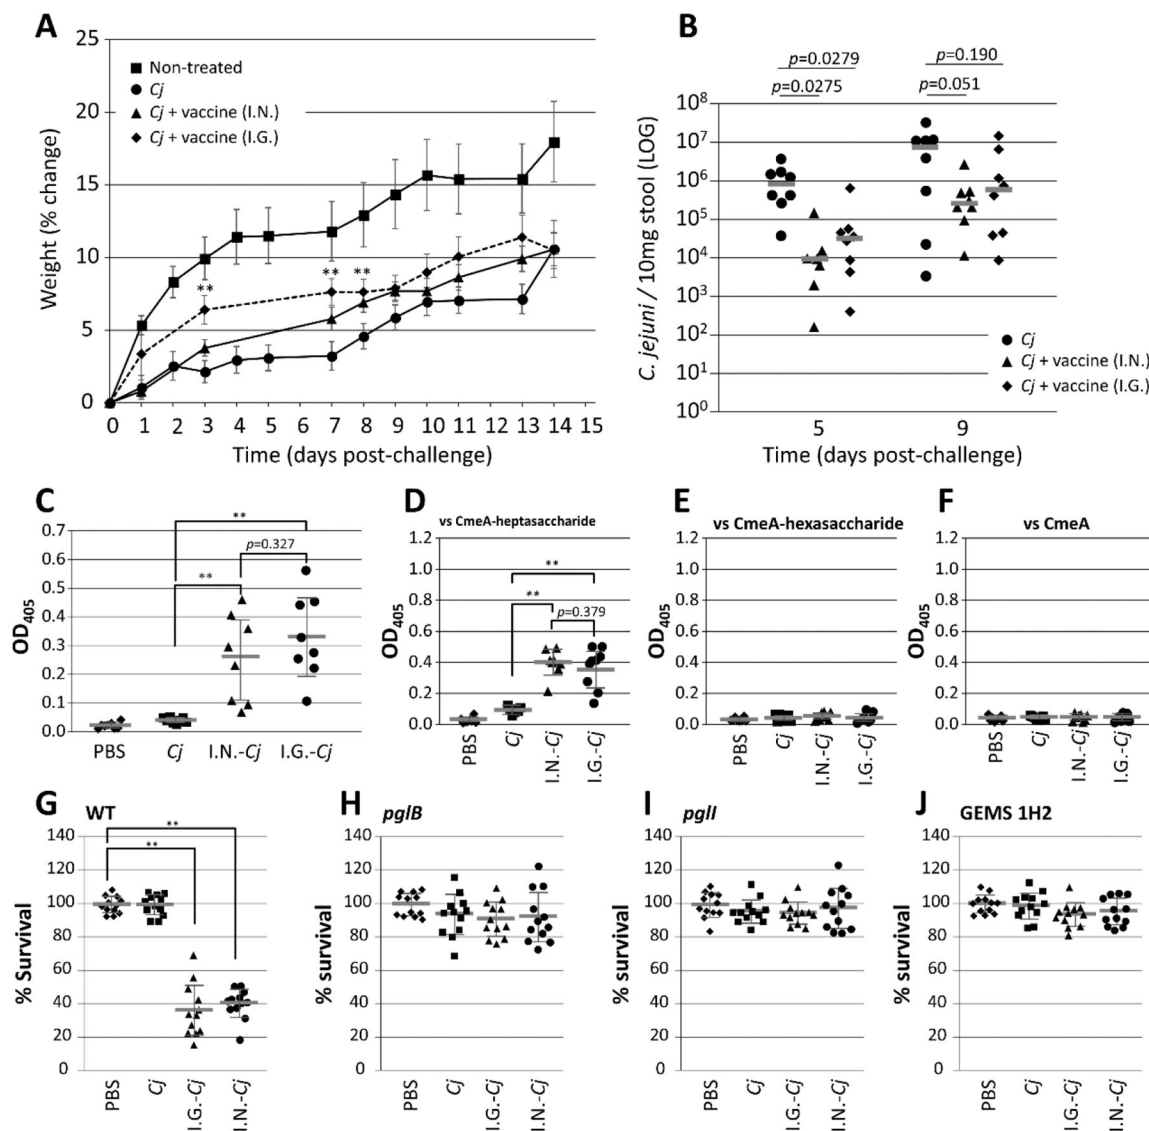 A
Weight (% change)
25
20
15
10
5
0
Non-treated
Cj
Cj + vaccine (I.N.)
Cj + vaccine (I.G.)
**
**
**
0 1 2 3 4 5 6 7 8 9 10 11 12 13 14 15
Time (days post-challenge)
B
C. jejuni / 10mg stool (LOG)
p=0.0279
p=0.190
p=0.0275
p=0.051
10⁸
10⁷
10⁶
10⁵
10⁴
10³
10²
10¹
10⁰
Cj
Cj + vaccine (I.N.)
Cj + vaccine (I.G.)
5 9
Time (days post-challenge)
C
OD₄₀₅
0.7
0.6
0.5
0.4
0.3
0.2
0.1
0.0
**
p=0.327
**
PBS Cj I.N.-Cj I.G.-Cj
D
vs CmeA-heptasaccharide
OD₄₀₅
1.2
1.0
0.8
0.6
0.4
0.2
0.0
**
**
p=0.379
PBS Cj I.N.-Cj I.G.-Cj
E
vs CmeA-hexasaccharide
OD₄₀₅
1.2
1.0
0.8
0.6
0.4
0.2
0.0
PBS Cj I.N.-Cj I.G.-Cj
F
vs CmeA
OD₄₀₅
1.2
1.0
0.8
0.6
0.4
0.2
0.0
PBS Cj I.N.-Cj I.G.-Cj
G WT
% Survival
140
120
100
80
60
40
20
0
**
**
PBS Cj I.G.-Cj I.N.-Cj
H pglB
% survival
140
120
100
80
60
40
20
0
PBS Cj I.G.-Cj I.N.-Cj
I pglI
% survival
140
120
100
80
60
40
20
0
PBS Cj I.G.-Cj I.N.-Cj
J GEMS 1H2
% survival
140
120
100
80
60
40
20
0
PBS Cj I.G.-Cj I.N.-Cj